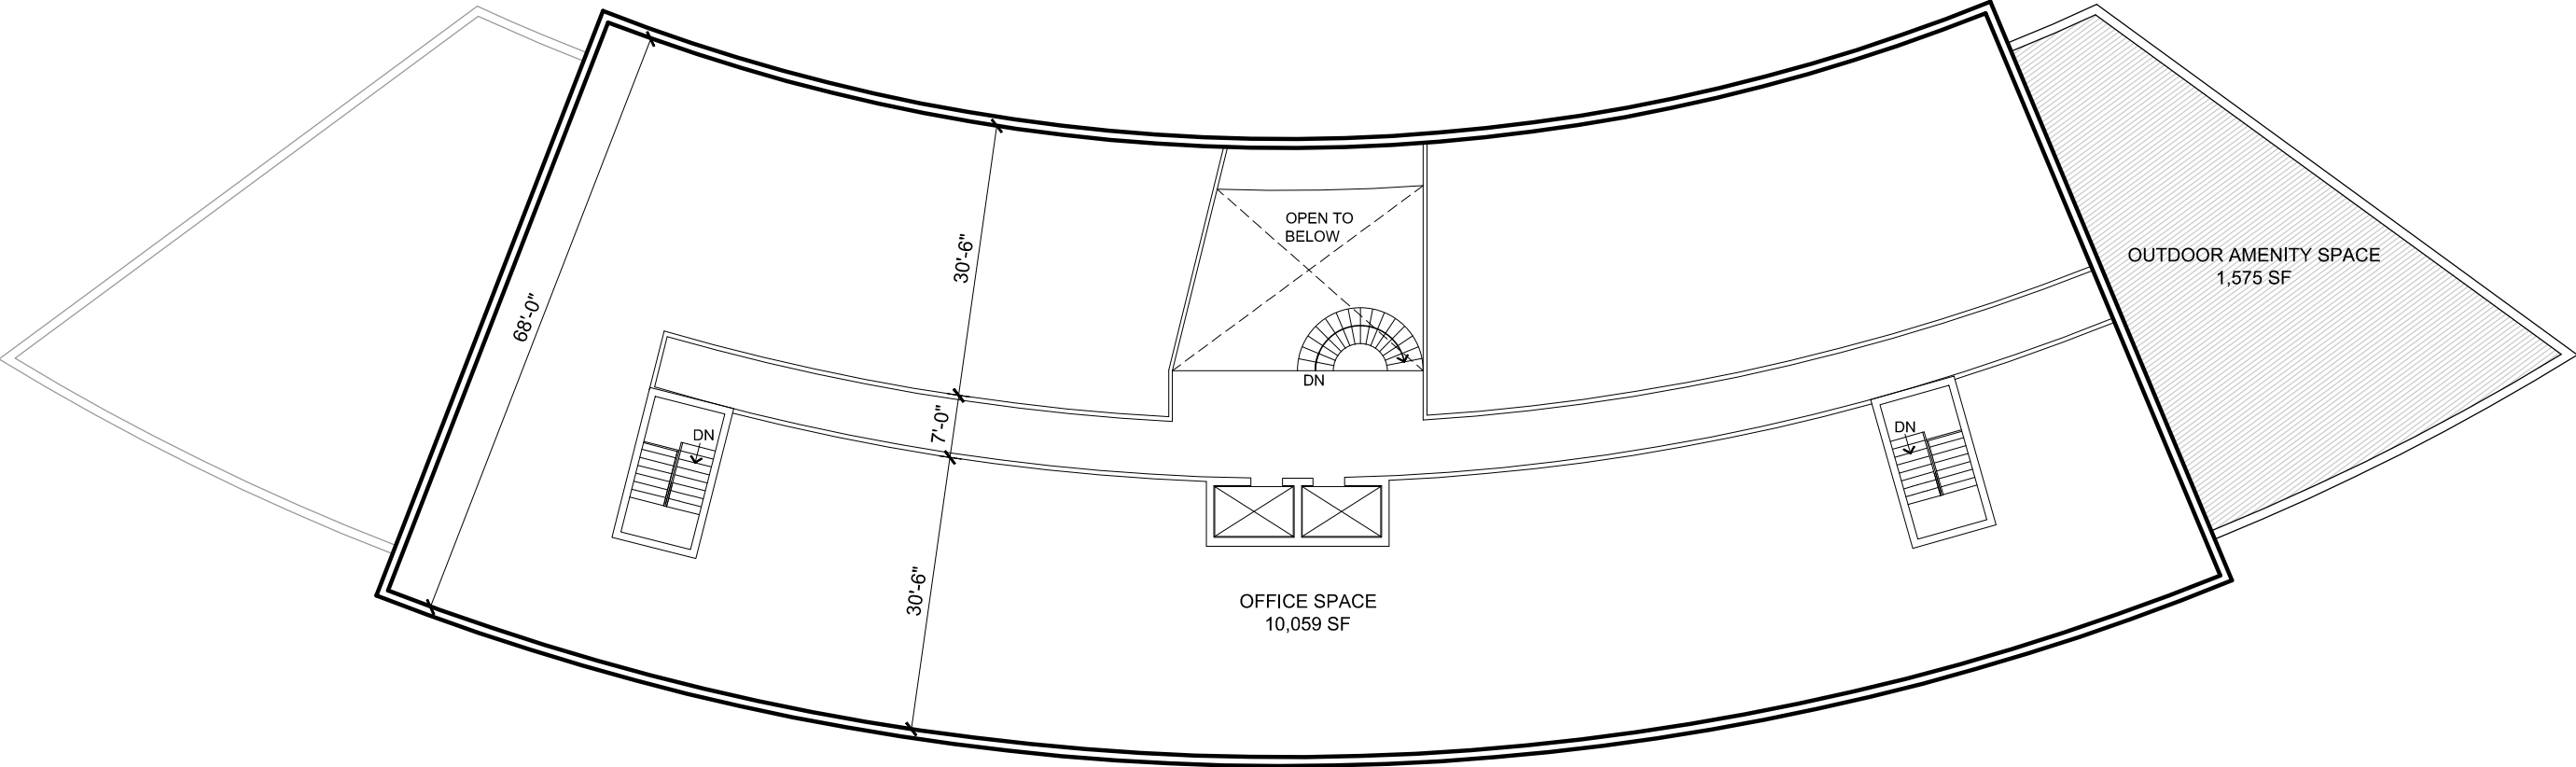 OPEN TO
BELOW
30'-6"
OUTDOOR AMENITY SPACE
1,575 SF
68'-0"
DN
7'-0"
DN
DN
30'-6"
OFFICE SPACE
10,059 SF